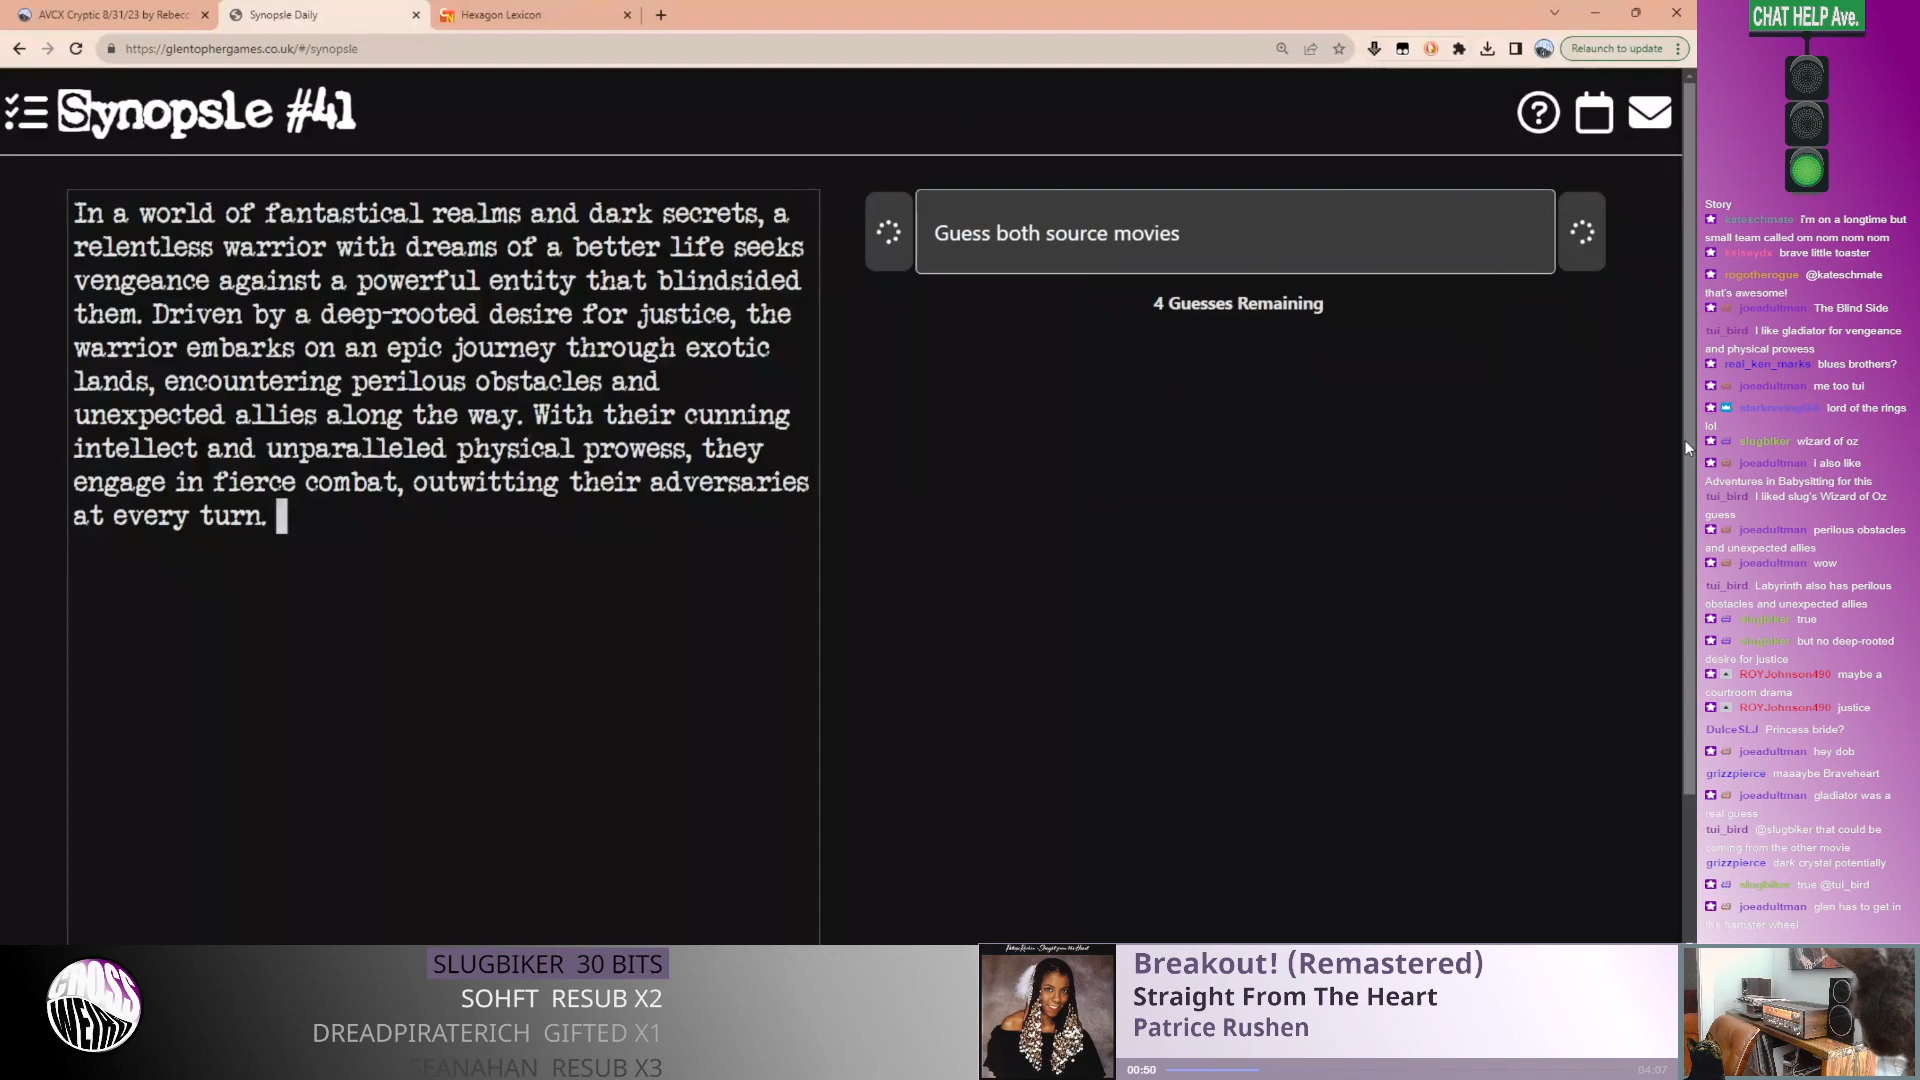 AVCX Cryptic 8/31/23 by Rebecc
Synopsle Daily
Hexagon Lexicon
https://glentophergames.co.uk/#/synopsle
Relaunch to update
Synopsle #41
In a world of fantastical realms and dark secrets, a
relentless warrior with dreams of a better life seeks
vengeance against a powerful entity that blindsided
them. Driven by a deep-rooted desire for justice, the
warrior embarks on an epic journey through exotic
lands, encountering perilous obstacles and
unexpected allies along the way. With their cunning
intellect and unparalleled physical prowess, they
engage in fierce combat, outwitting their adversaries
at every turn.
Guess both source movies
4 Guesses Remaining
CHAT HELP Ave.
Story
kateschmate i'm on a longtime but
small team called om nom nom nom
kelseydx brave little toaster
rogotherogue @kateschmate
that's awesome!
joeadultman The Blind Side
tui_bird I like gladiator for vengeance
and physical prowess
real_ken_marks blues brothers?
joeadultman me too tui
lord of the rings
lol
slugbiker wizard of oz
joeadultman i also like
Adventures in Babysitting for this
tui_bird I liked slug's Wizard of Oz
guess
joeadultman perilous obstacles
and unexpected allies
joeadultman wow
tui_bird Labyrinth also has perilous
obstacles and unexpected allies
slugbiker true
slugbiker but no deep-rooted
desire for justice
ROYJohnson490 maybe a
courtroom drama
ROYJohnson490 justice
DulceSLJ Princess bride?
joeadultman hey dob
grizzpierce maaaybe Braveheart
joeadultman gladiator was a
real guess
tui_bird @slugbiker that could be
coming from the other movie
grizzpierce dark crystal potentially
slugbiker true @tui_bird
joeadultman glen has to get in
the hamster wheel
CROSS
WEIRD
SLUGBIKER 30 BITS
SOHFT RESUB X2
DREADPIRATERICH GIFTED X1
SEANAHAN RESUB X3
Breakout! (Remastered)
Straight From The Heart
Patrice Rushen
00:50
04:07